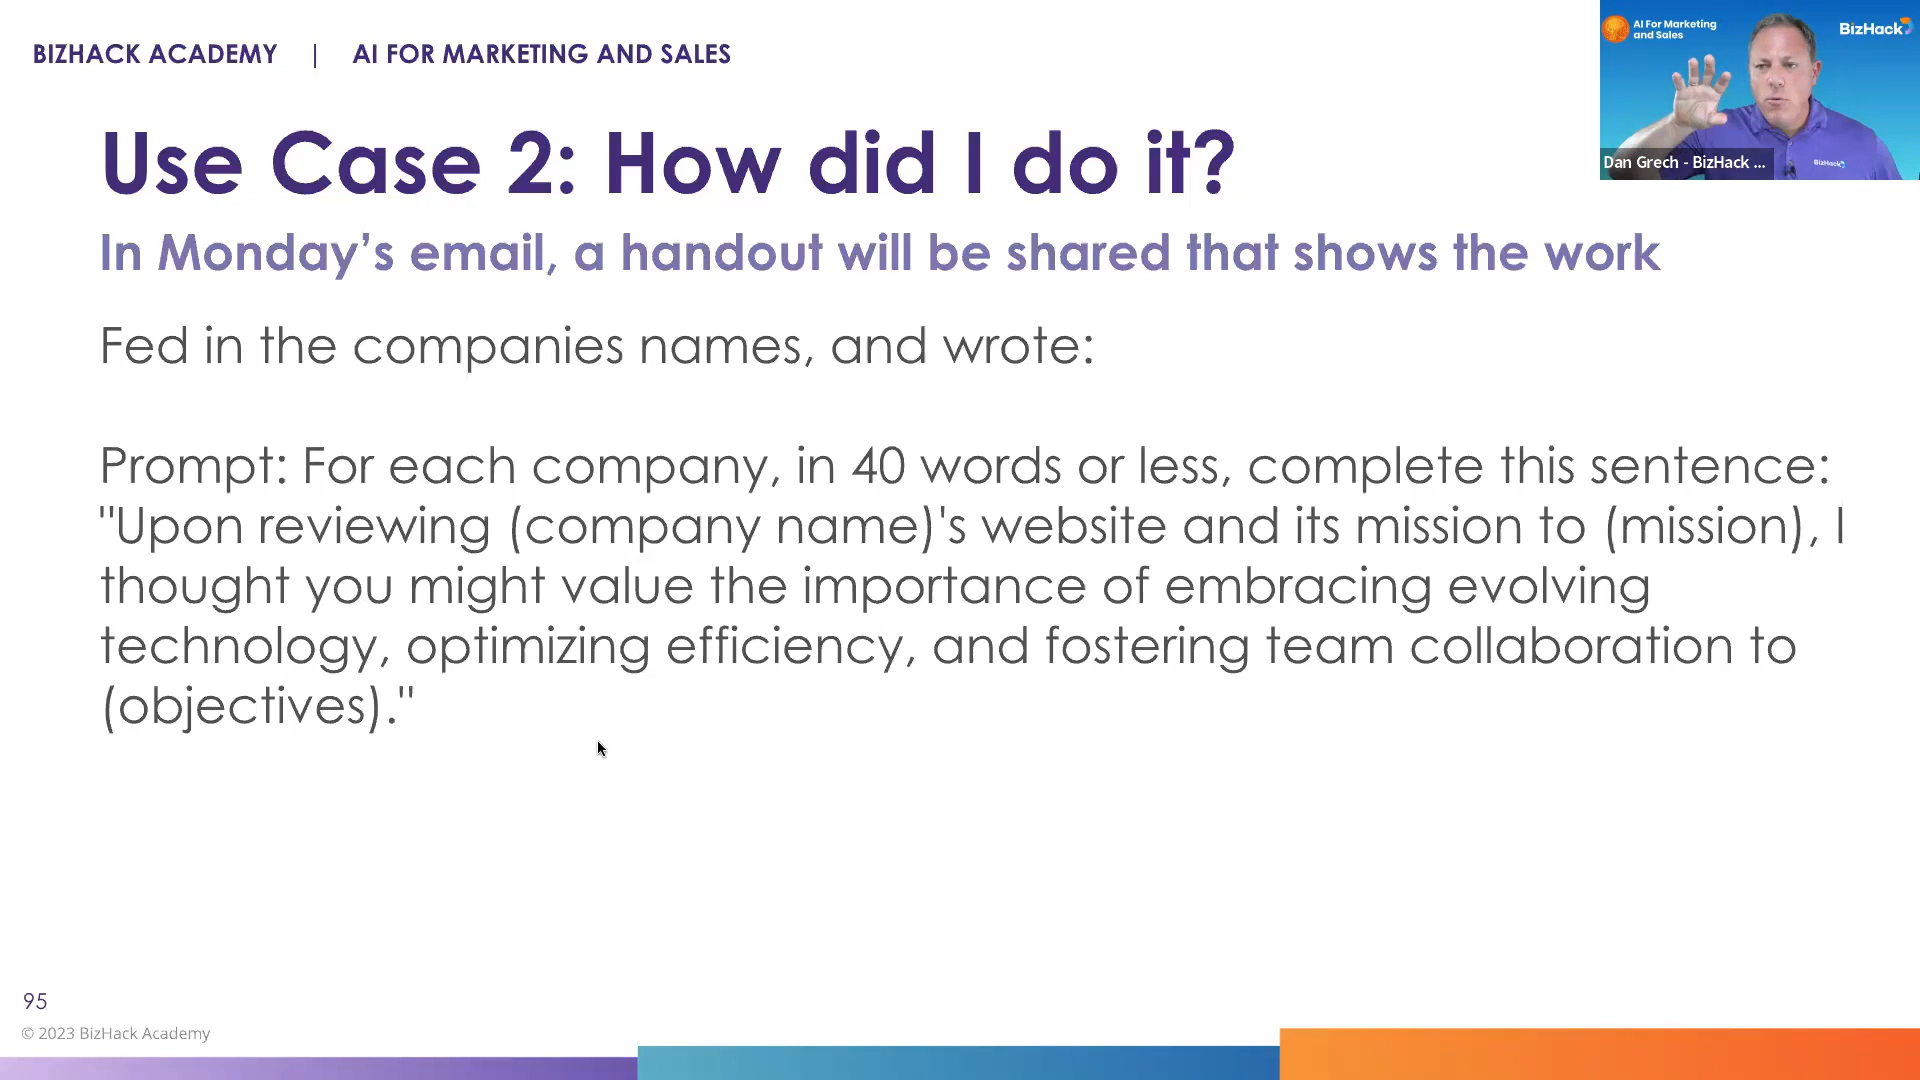 BIZHACK ACADEMY | AI FOR MARKETING AND SALES
AI For Marketing
and Sales
BizHack
Dan Grech - BizHack ...
BizHack
Use Case 2: How did I do it?
In Monday’s email, a handout will be shared that shows the work
Fed in the companies names, and wrote:
Prompt: For each company, in 40 words or less, complete this sentence:
"Upon reviewing (company name)'s website and its mission to (mission), I
thought you might value the importance of embracing evolving
technology, optimizing efficiency, and fostering team collaboration to
(objectives)."
95
© 2023 BizHack Academy